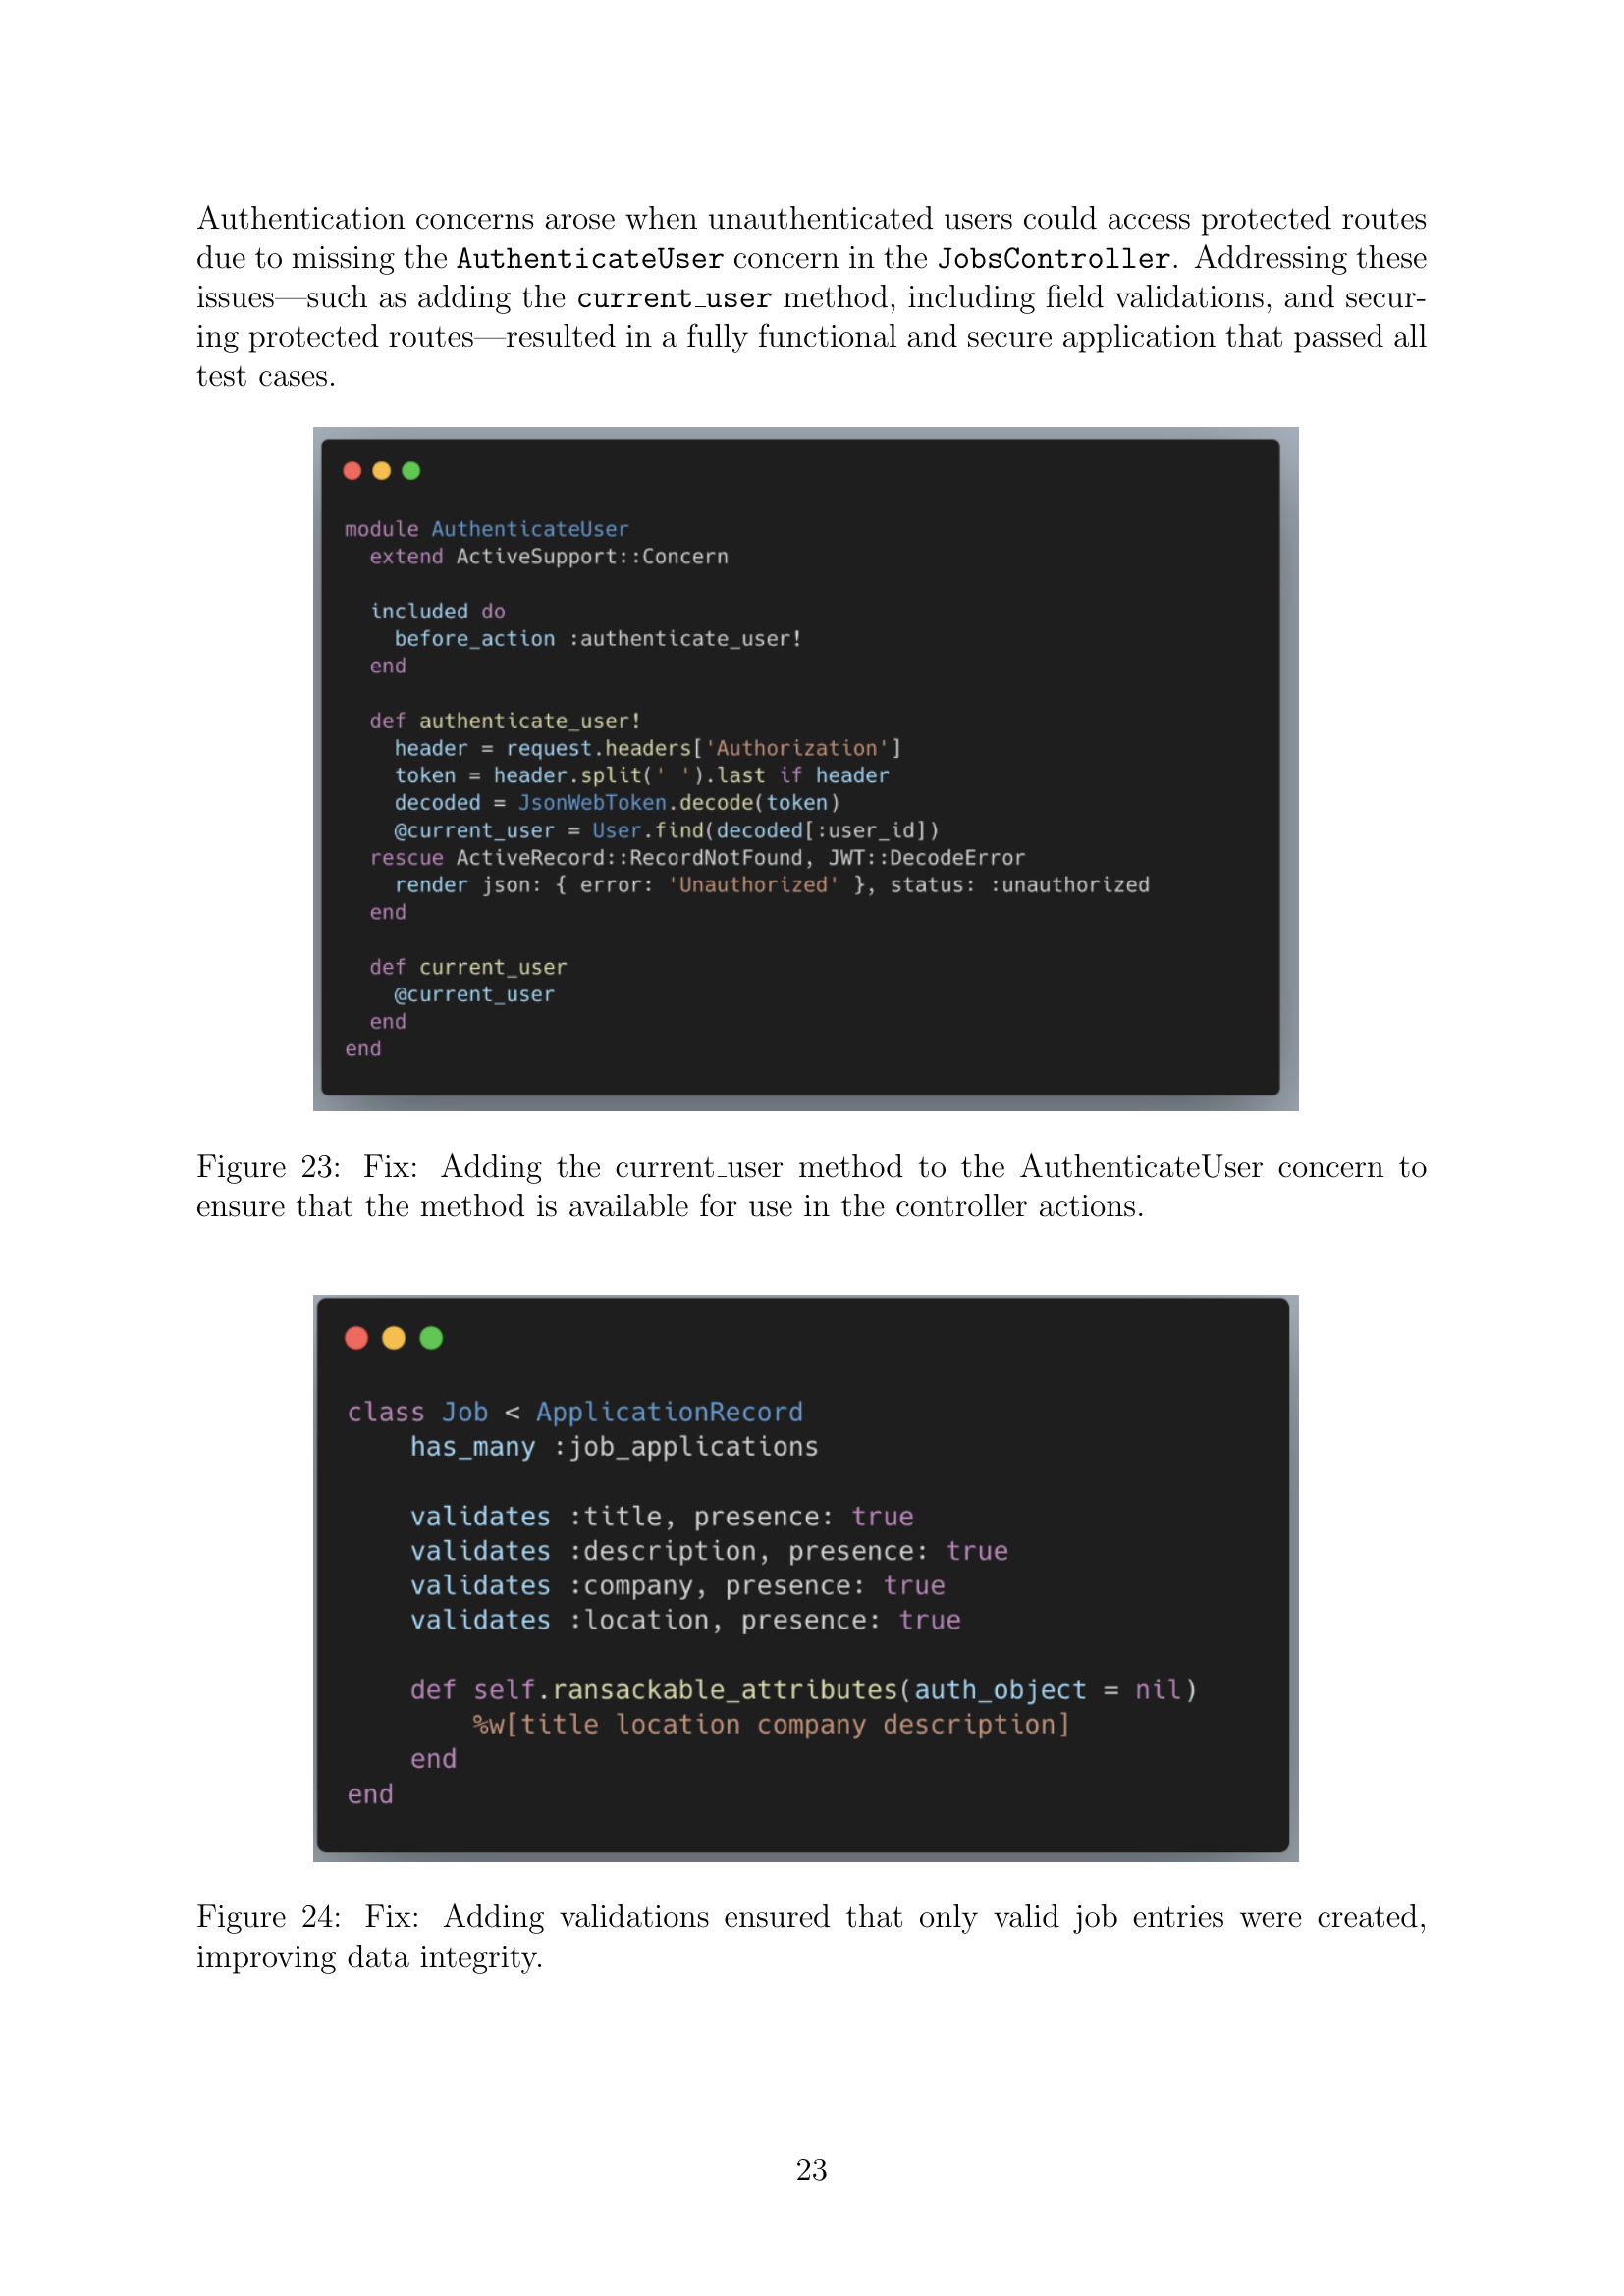 Authentication concerns arose when unauthenticated users could access protected routes
due to missing the AuthenticateUser concern in the JobsController. Addressing these
issues—such as adding the current_user method, including field validations, and secur-
ing protected routes—resulted in a fully functional and secure application that passed all
test cases.
module AuthenticateUser
  extend ActiveSupport::Concern

  included do
    before_action :authenticate_user!
  end

  def authenticate_user!
    header = request.headers['Authorization']
    token = header.split(' ').last if header
    decoded = JsonWebToken.decode(token)
    @current_user = User.find(decoded[:user_id])
  rescue ActiveRecord::RecordNotFound, JWT::DecodeError
    render json: { error: 'Unauthorized' }, status: :unauthorized
  end

  def current_user
    @current_user
  end
end
Figure 23: Fix: Adding the current_user method to the AuthenticateUser concern to
ensure that the method is available for use in the controller actions.
class Job < ApplicationRecord
    has_many :job_applications

    validates :title, presence: true
    validates :description, presence: true
    validates :company, presence: true
    validates :location, presence: true

    def self.ransackable_attributes(auth_object = nil)
        %w[title location company description]
    end
end
Figure 24: Fix: Adding validations ensured that only valid job entries were created,
improving data integrity.
23